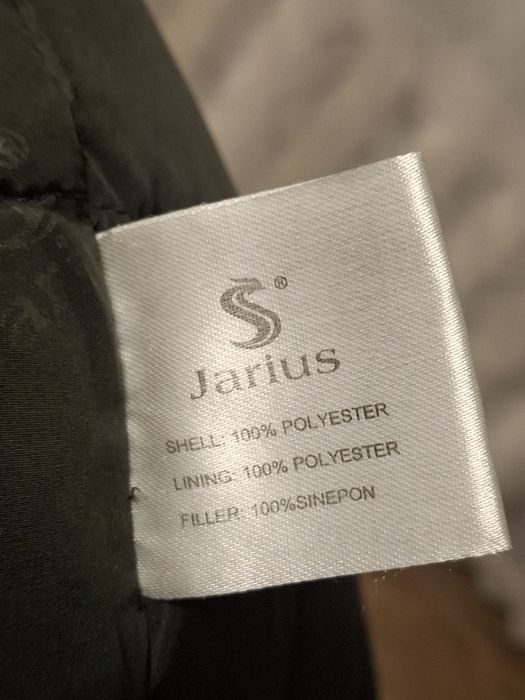 S®
Jarius
SHELL: 100% POLYESTER
LINING: 100% POLYESTER
FILLER: 100%SINEPON